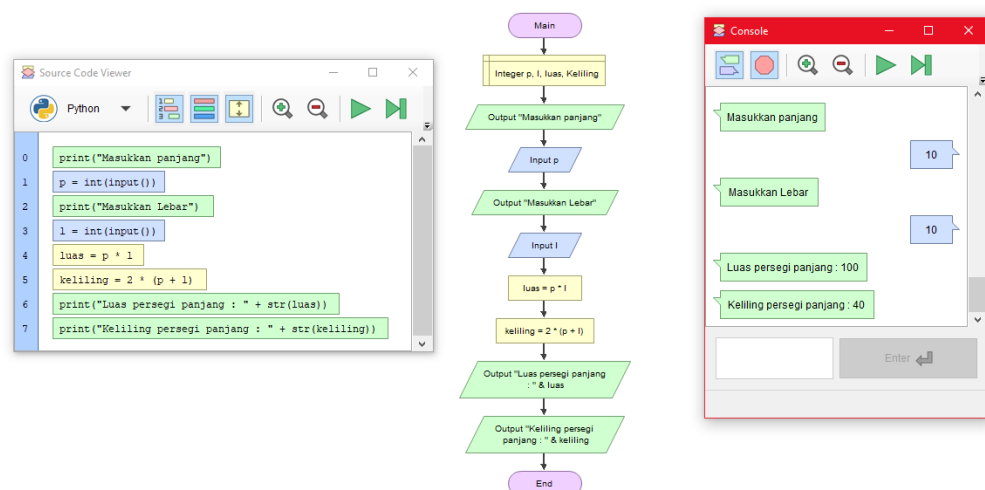 Source Code Viewer
Python
0 print("Masukkan panjang")
1 p = int(input())
2 print("Masukkan Lebar")
3 l = int(input())
4 luas = p * l
5 keliling = 2 * (p + l)
6 print("Luas persegi panjang : " + str(luas))
7 print("Keliling persegi panjang : " + str(keliling))
Main
Integer p, l, luas, Keliling
Output "Masukkan panjang"
Input p
Output "Masukkan Lebar"
Input l
luas = p * l
keliling = 2 * (p + l)
Output "Luas persegi panjang
: " & luas
Output "Keliling persegi
panjang : " & keliling
End
Console
Masukkan panjang
10
Masukkan Lebar
10
Luas persegi panjang : 100
Keliling persegi panjang : 40
Enter